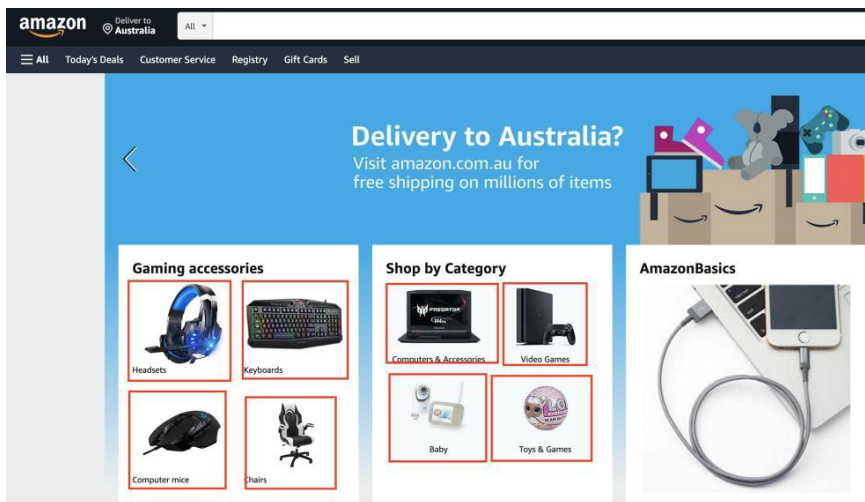 amazon
Deliver to
Australia
All
All Today's Deals Customer Service Registry Gift Cards Sell
Delivery to Australia?
Visit amazon.com.au for
free shipping on millions of items
Gaming accessories
Headsets
Keyboards
Computer mice
Chairs
Shop by Category
PREDATOR
Computers & Accessories
Video Games
Baby
Toys & Games
AmazonBasics